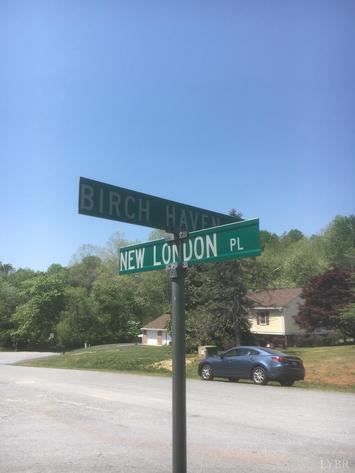 BIRCH HAVEN
NEW LONDON PL
LYBR